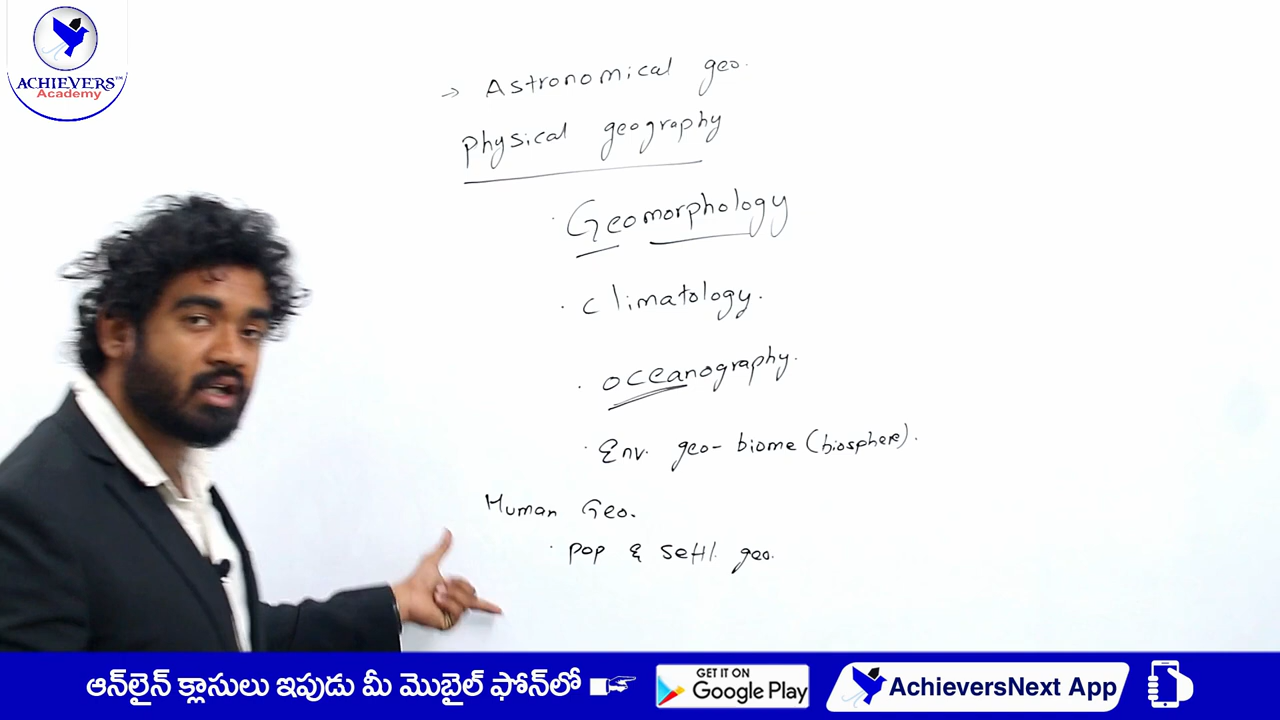 ACHIEVERS™
Academy
→ Astronomical geo.
Physical geography
· Geomorphology
· climatology.
· oceanography.
· Env. geo- biome (biosphere).
Human Geo.
· pop & settl. geo.
ఆన్‌లైన్ క్లాసులు ఇపుడు మీ మొబైల్ ఫోన్‌లో
GET IT ON
Google Play
AchieversNext App